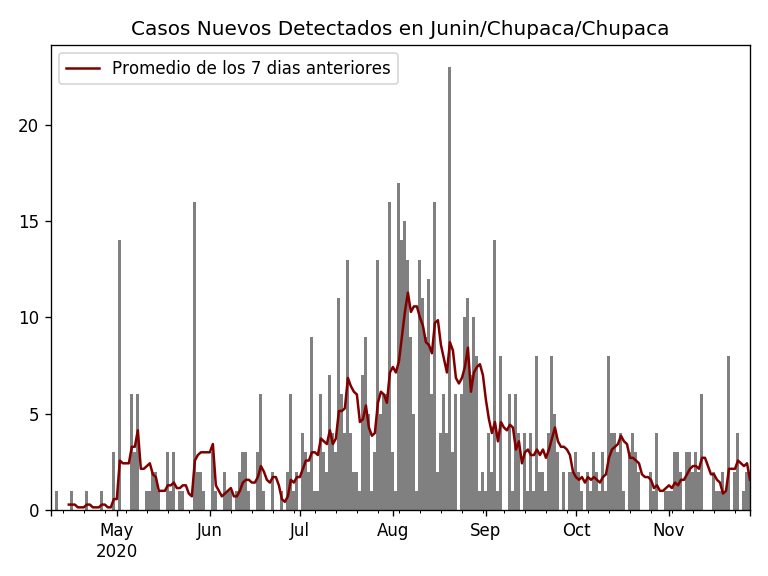 Casos Nuevos Detectados en Junin/Chupaca/Chupaca
Promedio de los 7 dias anteriores
20
15
10
5
0
May Jun Jul Aug Sep Oct Nov
2020